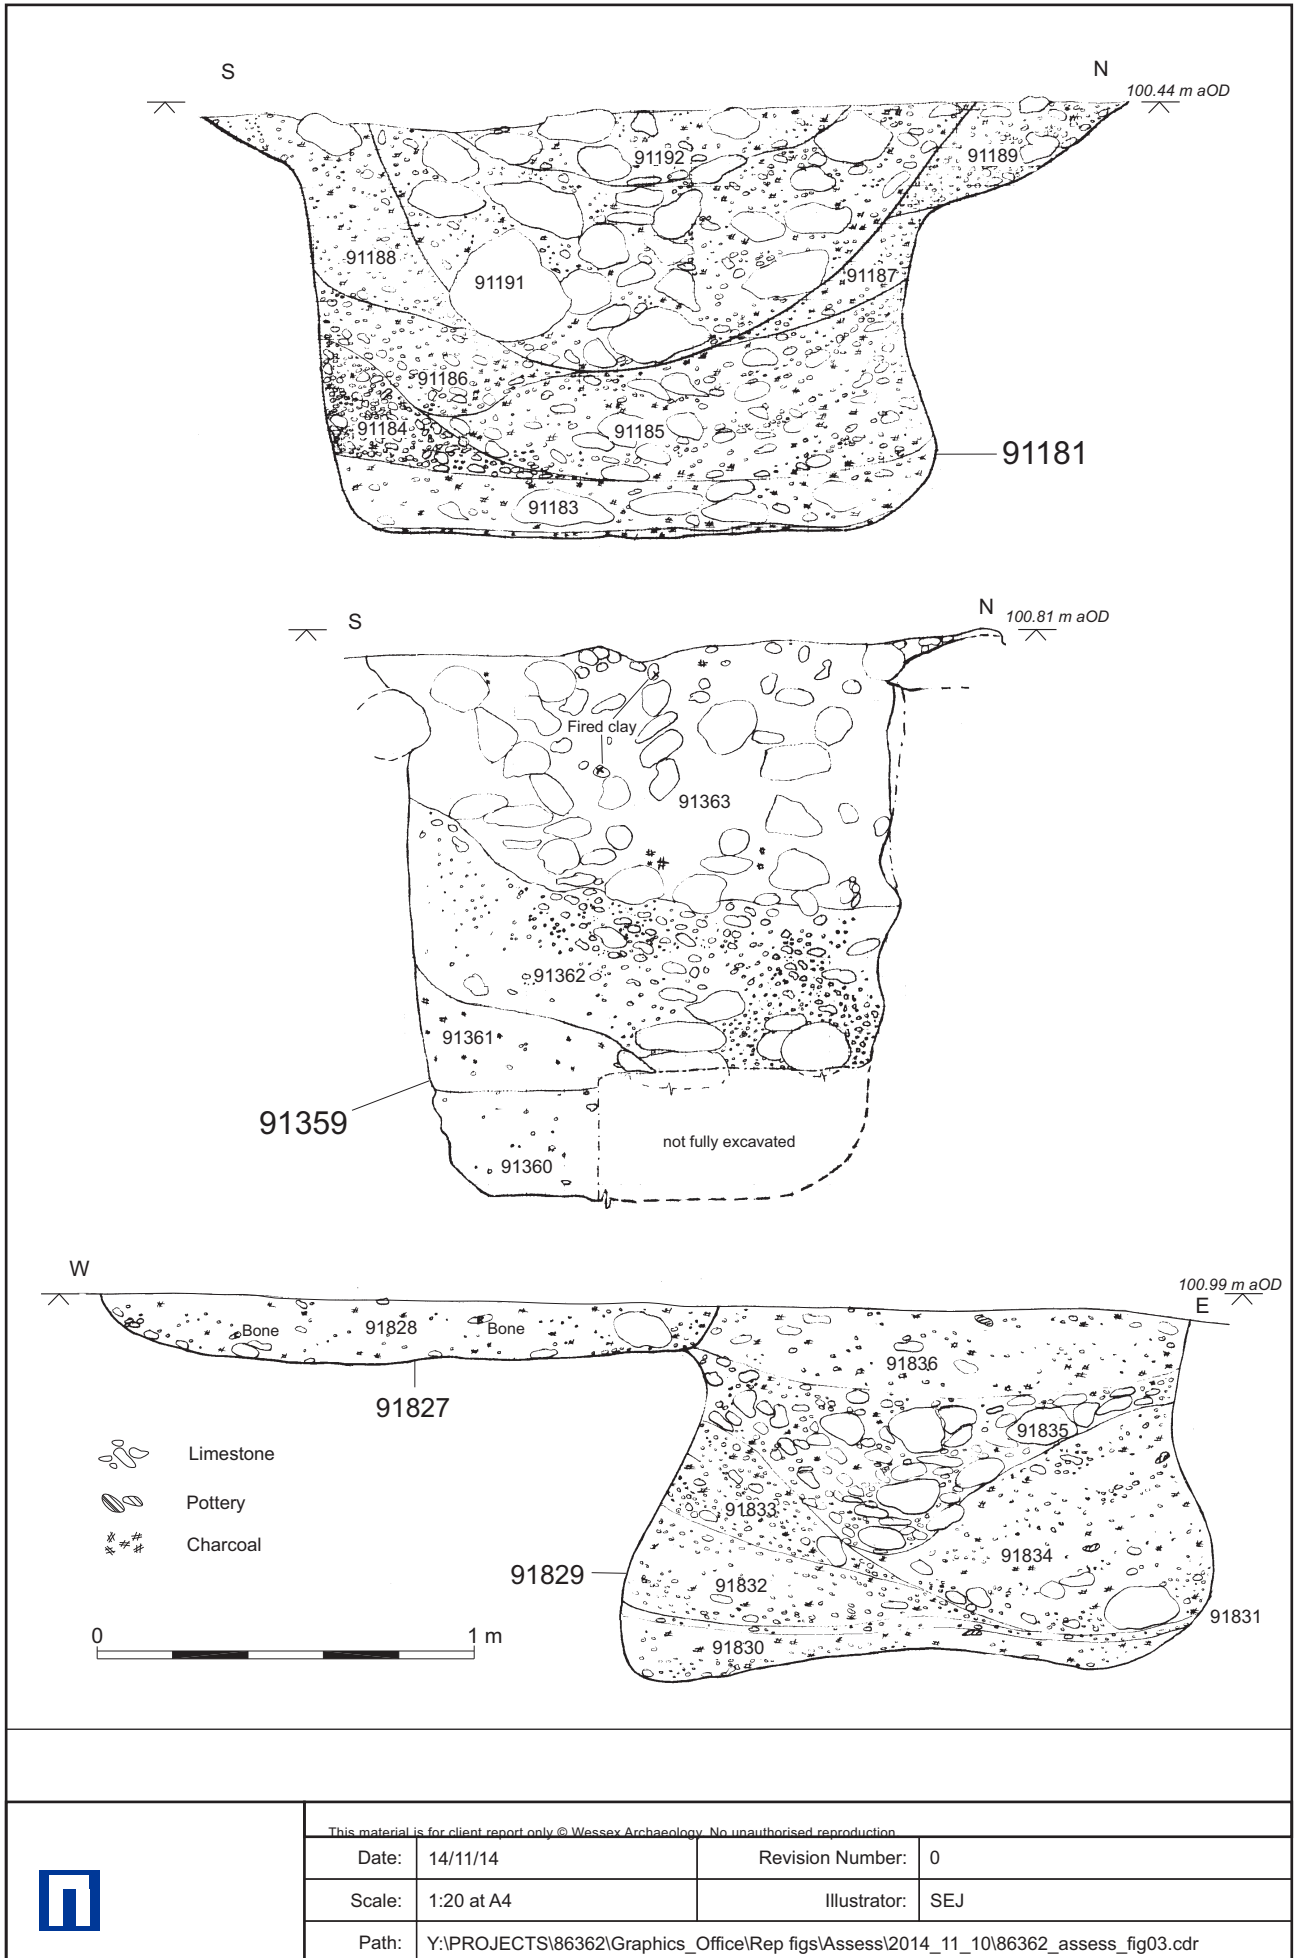 S
N
100.44 m aOD
91192
91189
91188
91191
91187
91186
91184
91185
91181
91183
S
N
100.81 m aOD
Fired clay
91363
91362
91361
91359
not fully excavated
91360
W
100.99 m aOD
E
Bone
91828
Bone
91836
91827
91835
Limestone
Pottery
91833
Charcoal
91834
91829
91832
91831
0
1 m
91830
This material is for client report only © Wessex Archaeology. No unauthorised reproduction.
Date: 14/11/14 Revision Number: 0
Scale: 1:20 at A4 Illustrator: SEJ
Path: Y:\PROJECTS\86362\Graphics_Office\Rep figs\Assess\2014_11_10\86362_assess_fig03.cdr